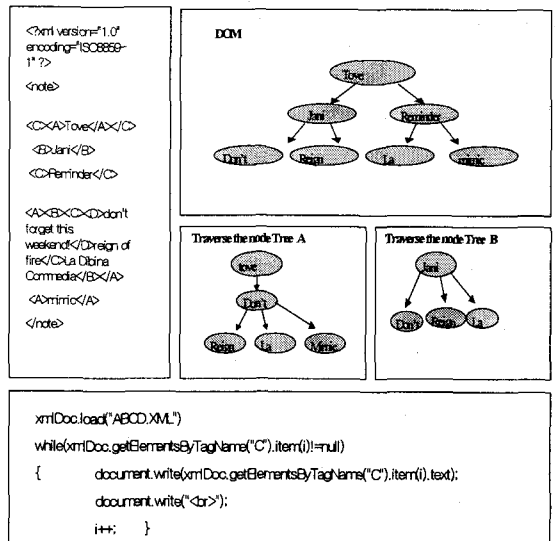 <?xml version="1.0"
encoding="ISO8859-
1" ?>
<note>
<C><A>Tove</A></C>
<B>Jani</B>
<C>Reminder</C>
<A><B><C><D>don't
forget this
weekend!</D>reign of
fire</C>La Dibina
Commedia</B></A>
<A>mimic</A>
</note>
DOM
Tove
Jani Reminder
Don't Reign La mimic
Traverse the node Tree A
tove
Don't
Reign La Mimic
Traverse the node Tree B
Jani
Don't Reign La
xmlDoc.load("ABCD.XML")
while(xmlDoc.getElementsByTagName("C").item(i)!=null)
{ document.write(xmlDoc.getElementsByTagName("C").item(i).text);
document.write("<br>");
i++; }